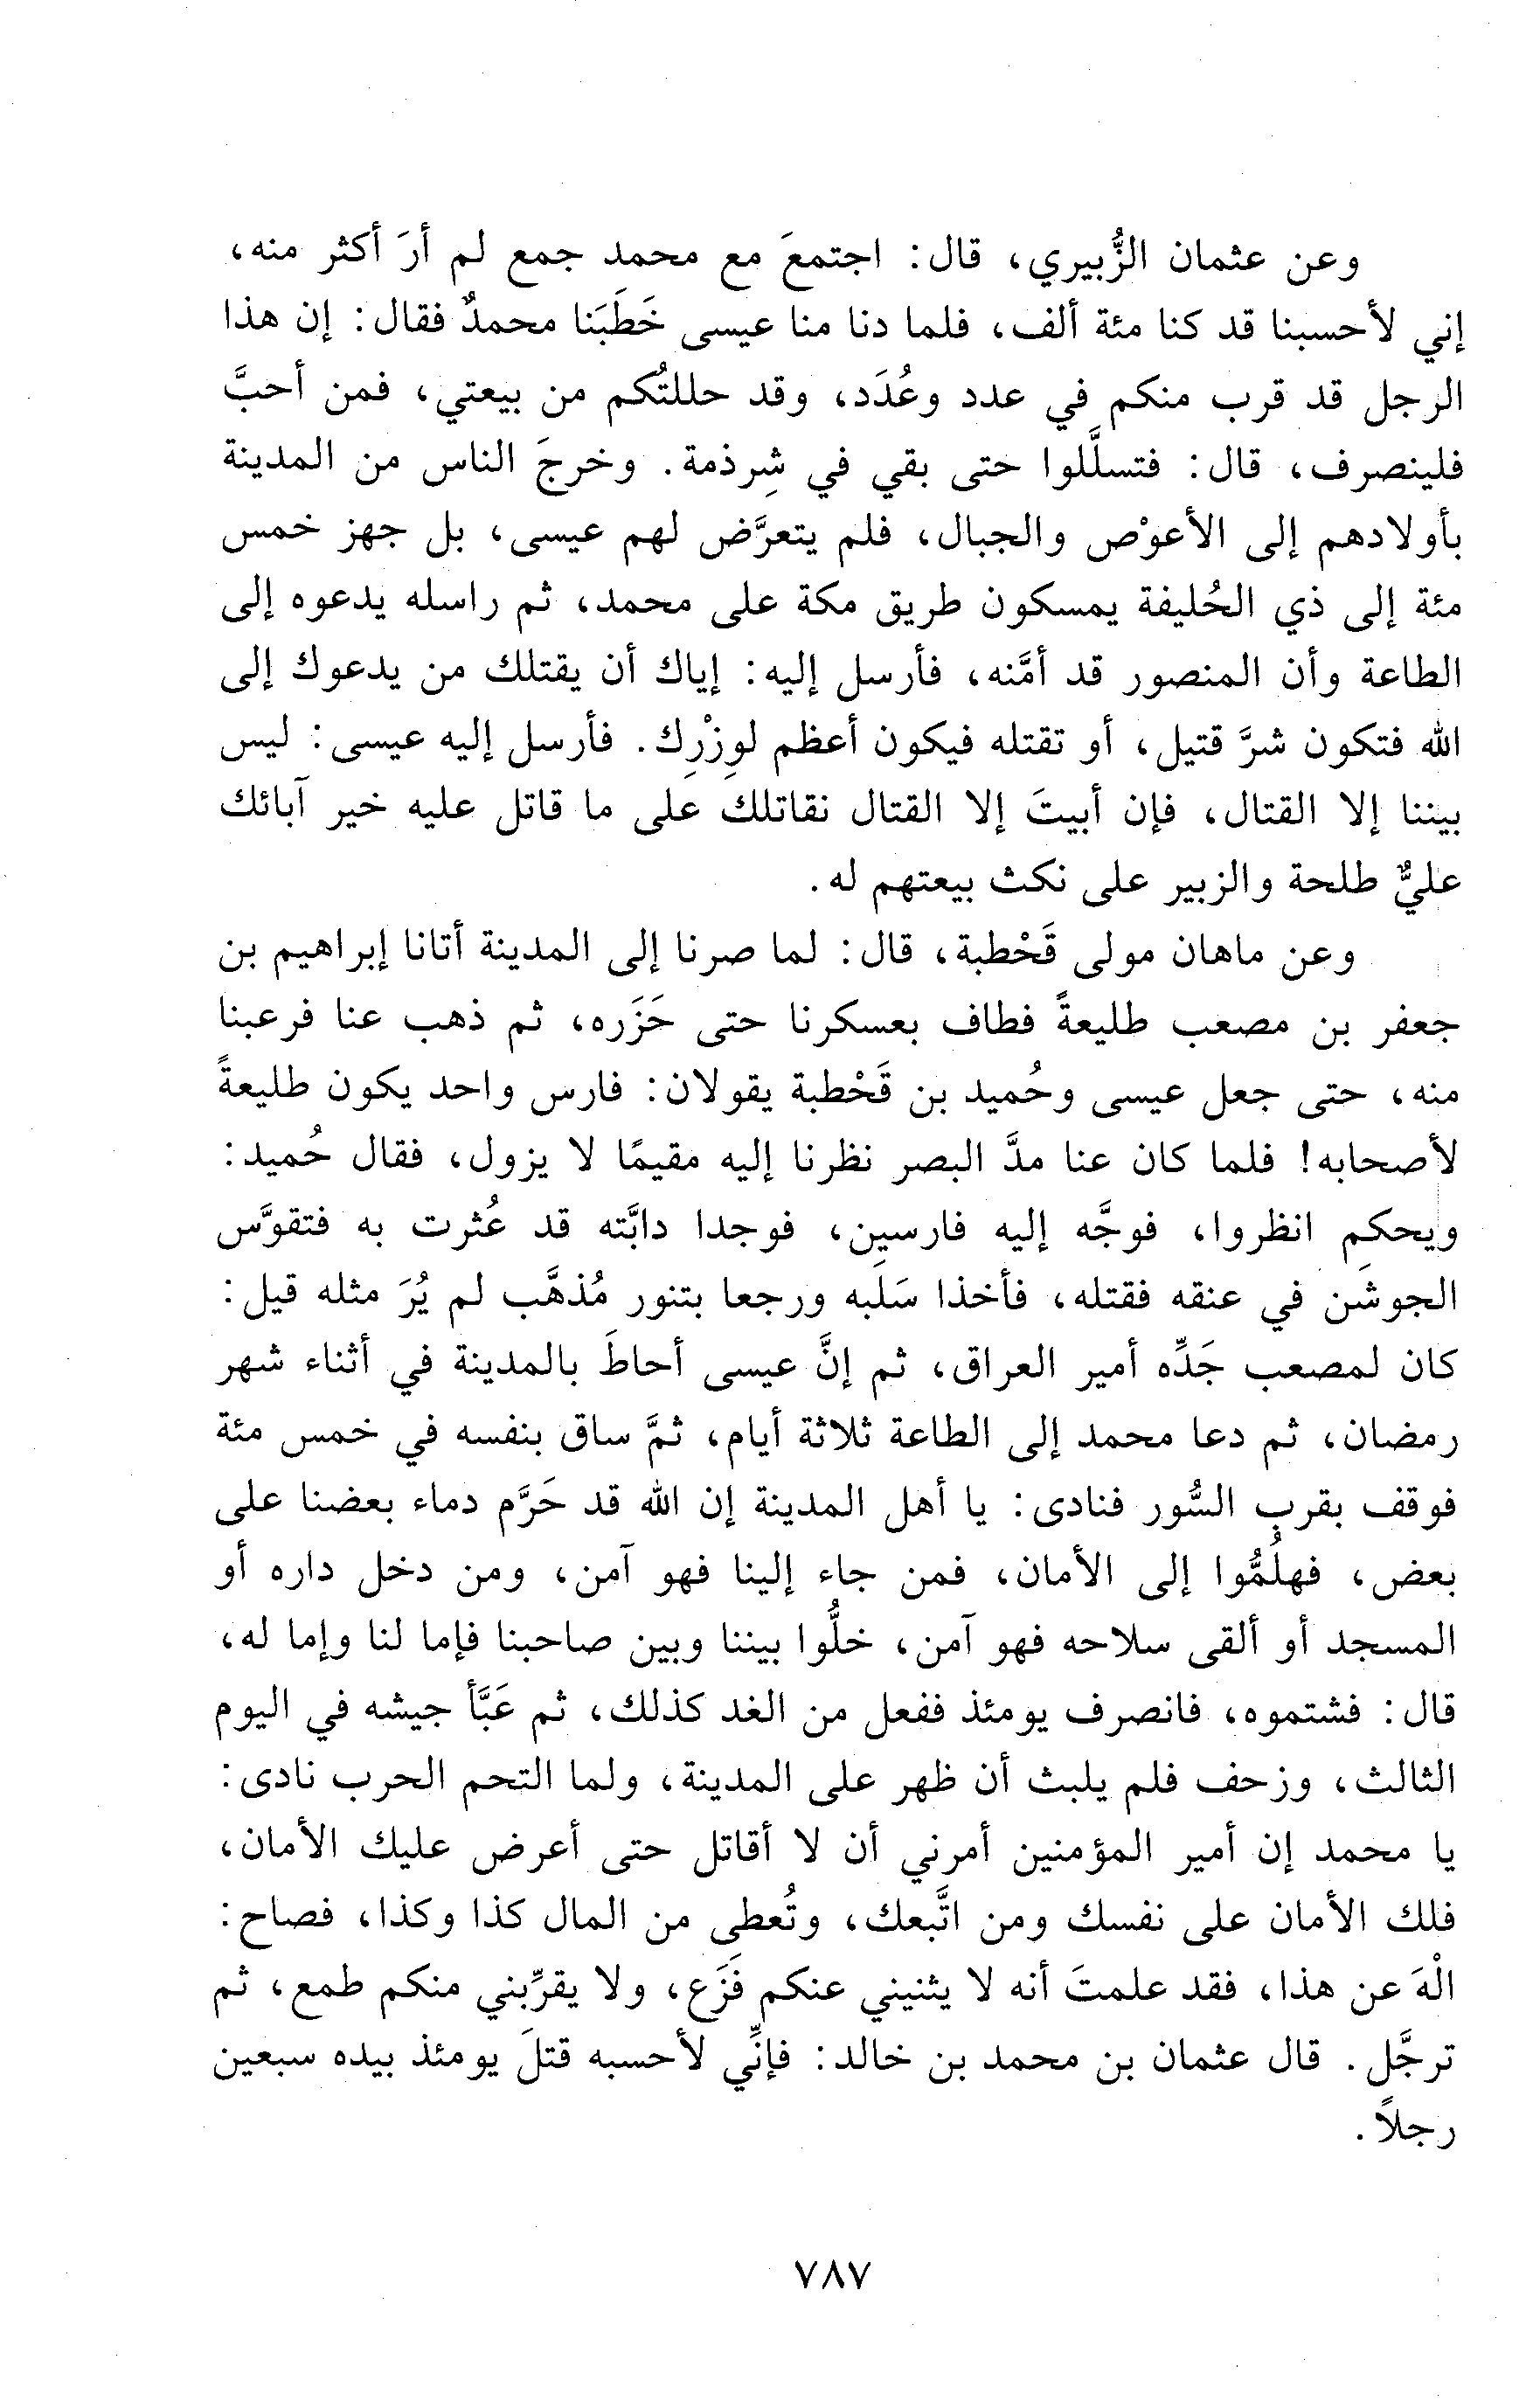 وعن عثمان الزُّبيري، قال: اجتمعَ مع محمد جمع لم أرَ أكثر منه،
إني لأحسبنا قد كنا مئة ألف، فلما دنا منا عيسى خَطَبَنا محمدٌ فقال: إن هذا
الرجل قد قرب منكم في عدد وعُدَد، وقد حللتُكم من بيعتي، فمن أحبَّ
فلينصرف، قال: فتسلَّلوا حتى بقي في شِرذمة. وخرجَ الناس من المدينة
بأولادهم إلى الأعوْص والجبال، فلم يتعرَّض لهم عيسى، بل جهز خمس
مئة إلى ذي الحُليفة يمسكون طريق مكة على محمد، ثم راسله يدعوه إلى
الطاعة وأن المنصور قد أمَّنه، فأرسل إليه: إياك أن يقتلك من يدعوك إلى
الله فتكون شرَّ قتيل، أو تقتله فيكون أعظم لوِزْرِك. فأرسل إليه عيسى: ليس
بيننا إلا القتال، فإن أبيتَ إلا القتال نقاتلك على ما قاتل عليه خير آبائك
عليٌّ طلحة والزبير على نكث بيعتهم له.
وعن ماهان مولى قَحْطبة، قال: لما صرنا إلى المدينة أتانا إبراهيم بن
جعفر بن مصعب طليعةً فطاف بعسكرنا حتى حَزَره، ثم ذهب عنا فرعبنا
منه، حتى جعل عيسى وحُميد بن قَحْطبة يقولان: فارس واحد يكون طليعةً
لأصحابه! فلما كان عنا مدَّ البصر نظرنا إليه مقيمًا لا يزول، فقال حُميد:
ويحكم انظروا، فوجَّه إليه فارسين، فوجدا دابَّته قد عُثرت به فتقوَّس
الجوشَن في عنقه فقتله، فأخذا سَلَبه ورجعا بتنور مُذهَّب لم يُرَ مثله قيل:
كان لمصعب جَدِّه أمير العراق، ثم إنَّ عيسى أحاطَ بالمدينة في أثناء شهر
رمضان، ثم دعا محمد إلى الطاعة ثلاثة أيام، ثمَّ ساق بنفسه في خمس مئة
فوقف بقرب السُّور فنادى: يا أهل المدينة إن الله قد حَرَّم دماء بعضنا على
بعض، فهلُمُّوا إلى الأمان، فمن جاء إلينا فهو آمن، ومن دخل داره أو
المسجد أو ألقى سلاحه فهو آمن، خلُّوا بيننا وبين صاحبنا فإما لنا وإما له،
قال: فشتموه، فانصرف يومئذ ففعل من الغد كذلك، ثم عَبَّأ جيشه في اليوم
الثالث، وزحف فلم يلبث أن ظهر على المدينة، ولما التحم الحرب نادى:
يا محمد إن أمير المؤمنين أمرني أن لا أقاتل حتى أعرض عليك الأمان،
فلك الأمان على نفسك ومن اتَّبعك، وتُعطى من المال كذا وكذا، فصاح:
الْهَ عن هذا، فقد علمتَ أنه لا يثنيني عنكم فَزَع، ولا يقرِّبني منكم طمع، ثم
ترجَّل. قال عثمان بن محمد بن خالد: فإنِّي لأحسبه قتلَ يومئذ بيده سبعين
رجلاً.
٧٨٧